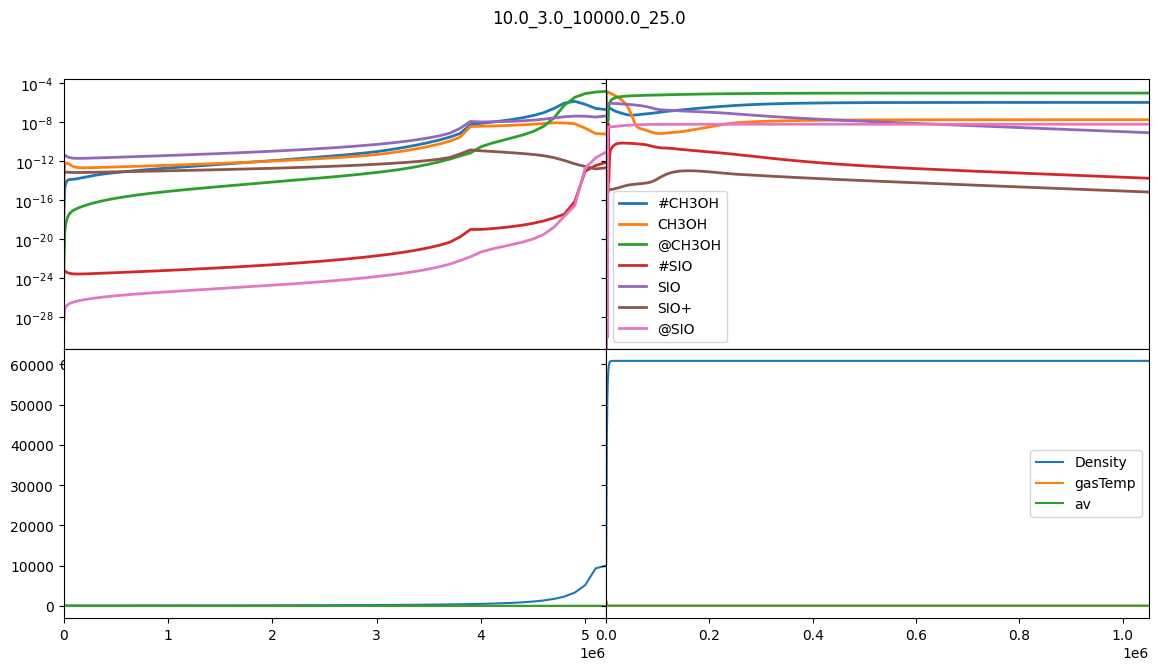 10.0_3.0_10000.0_25.0
10⁻⁴
10⁻⁸
10⁻¹²
10⁻¹⁶
10⁻²⁰
10⁻²⁴
10⁻²⁸
#CH3OH
CH3OH
@CH3OH
#SIO
SIO
SIO+
@SIO
60000
50000
40000
30000
20000
10000
0
Density
gasTemp
av
0 1 2 3 4 5 0.0 0.2 0.4 0.6 0.8 1.0
1e6 1e6